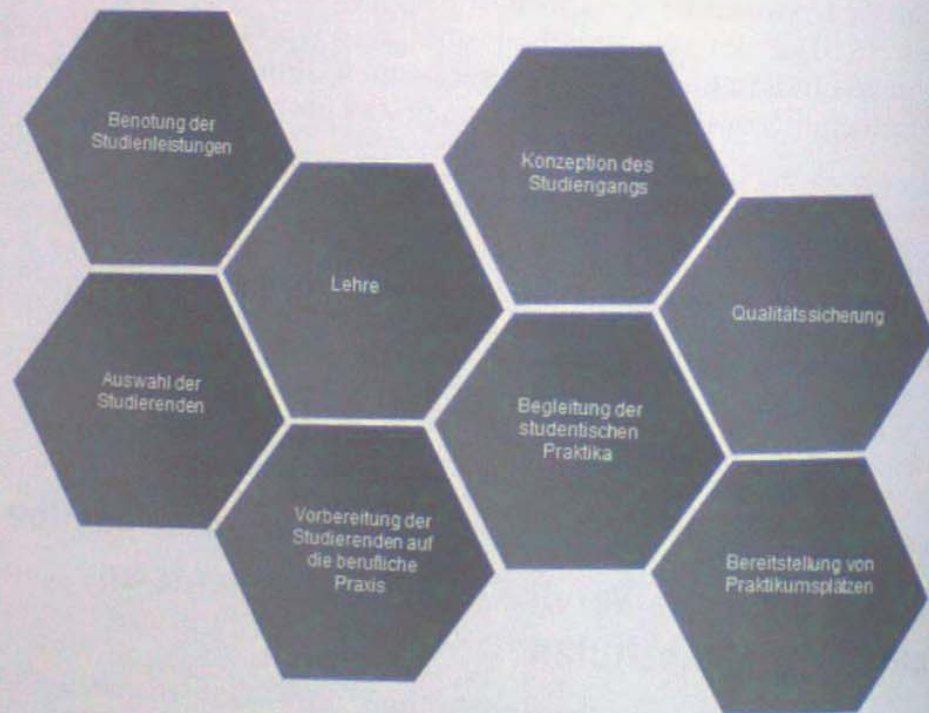 Benotung der
Studienleistungen
Konzeption des
Studiengangs
Lehre
Qualitätssicherung
Auswahl der
Studierenden
Begleitung der
studentischen
Praktika
Vorbereitung der
Studierenden auf
die berufliche
Praxis
Bereitstellung von
Praktikumsplätzen